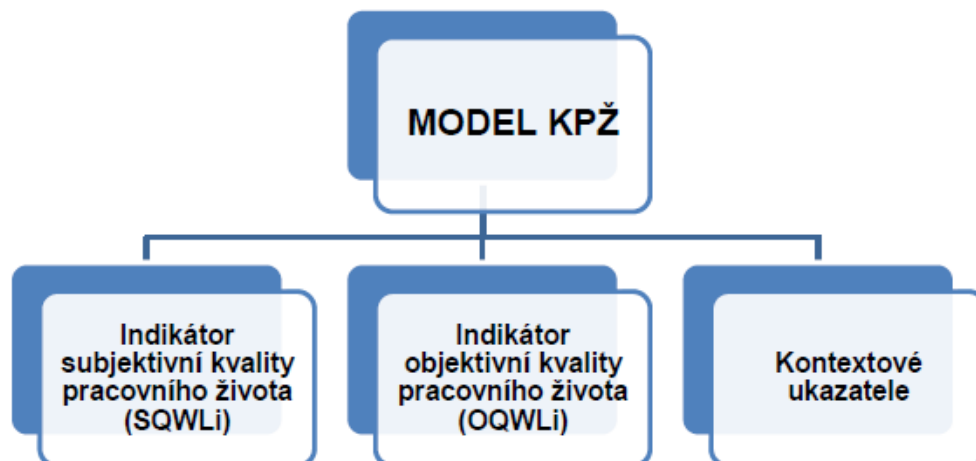 MODEL KPŽ
Indikátor
subjektivní kvality
pracovního života
(SQWLi)
Indikátor
objektivní kvality
pracovního života
(OQWLi)
Kontextové
ukazatele